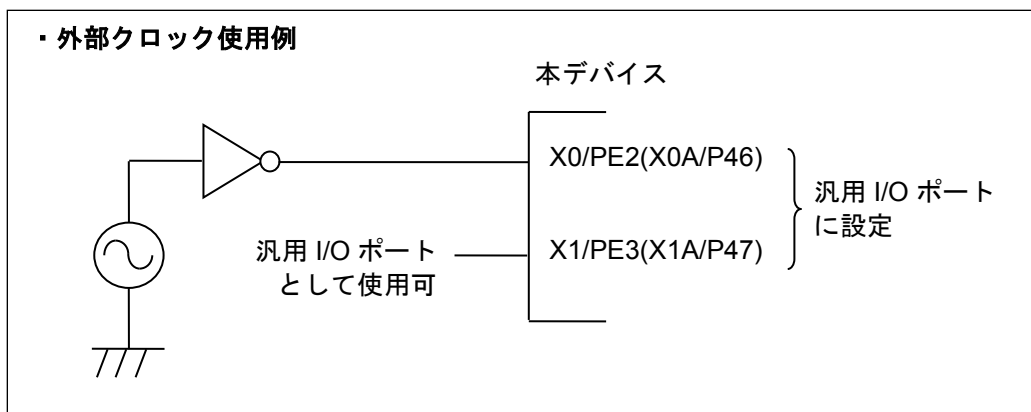 ・外部クロック使用例
本デバイス
X0/PE2(X0A/P46)
汎用 I/O ポート
に設定
X1/PE3(X1A/P47)
汎用 I/O ポート
として使用可